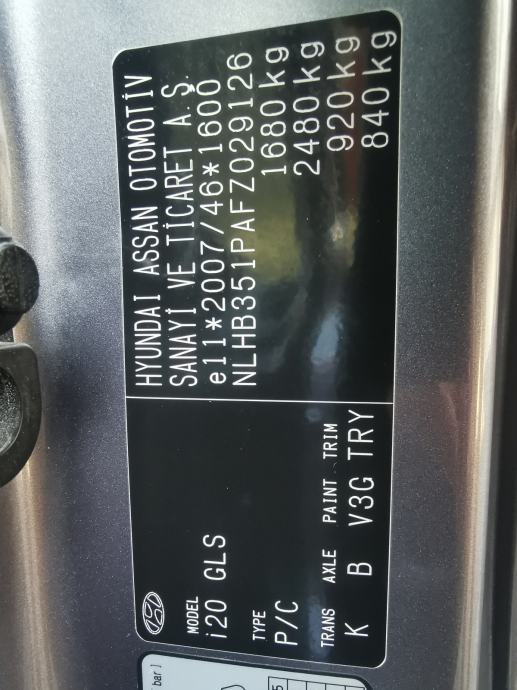 HYUNDAI ASSAN OTOMOTİV
SANAYİ VE TİCARET A.Ş.
e11*2007/46*1600
NLHB351PAFZ029126
1680 kg
2480 kg
920 kg
840 kg
MODEL
i20 GLS
TYPE
P/C
TRANS AXLE PAINT TRIM
K B V3G TRY
bar]